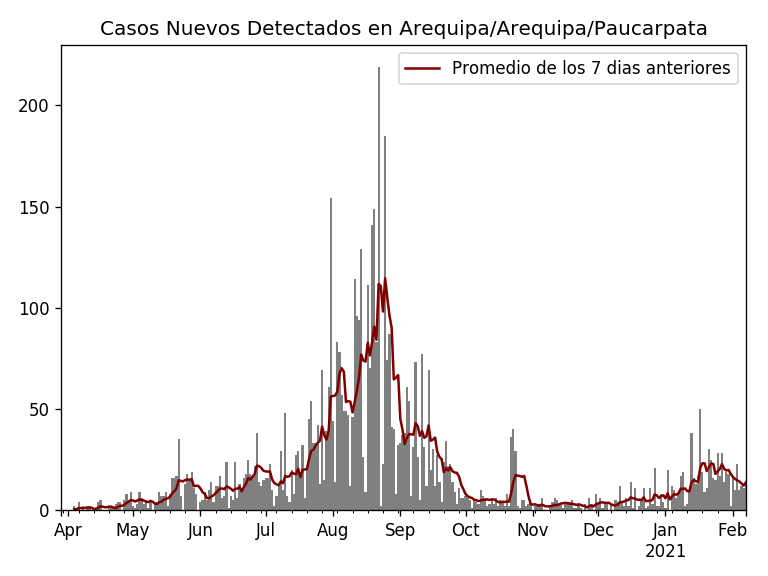 Casos Nuevos Detectados en Arequipa/Arequipa/Paucarpata
Promedio de los 7 dias anteriores
200
150
100
50
0
Apr May Jun Jul Aug Sep Oct Nov Dec Jan Feb
2021